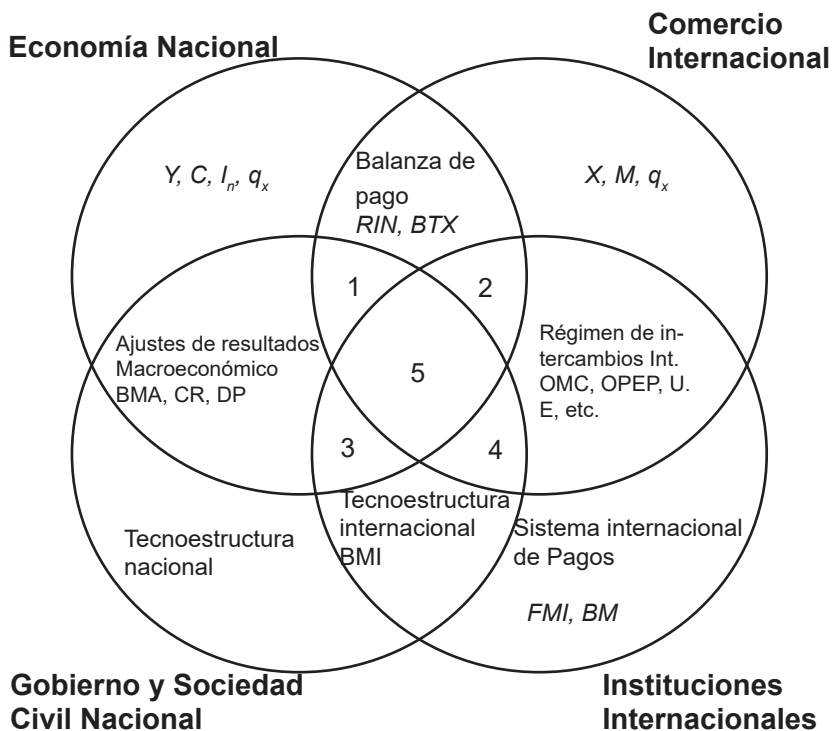 Economía Nacional
Comercio
Internacional
Y, C, Iₙ, qₓ
Balanza de
pago
RIN, BTX
X, M, qₓ
1
2
Ajustes de resultados
Macroeconómico
BMA, CR, DP
5
Régimen de in-
tercambios Int.
OMC, OPEP, U.
E, etc.
3
4
Tecnoestructura
nacional
Tecnoestructura
internacional
BMI
Sistema internacional
de Pagos
FMI, BM
Gobierno y Sociedad
Civil Nacional
Instituciones
Internacionales